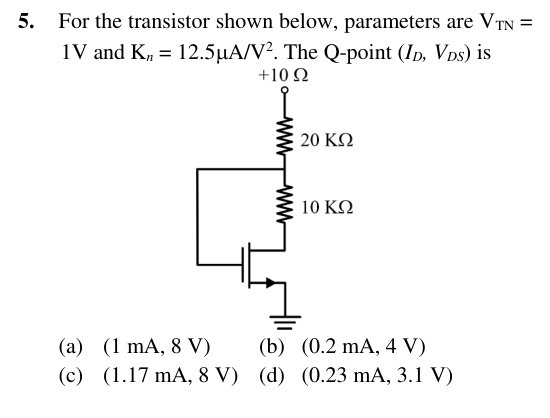 5. For the transistor shown below, parameters are V_TN =
1V and K_n = 12.5μA/V². The Q-point (I_D, V_DS) is
+10 Ω
20 KΩ
10 KΩ
(a) (1 mA, 8 V) (b) (0.2 mA, 4 V)
(c) (1.17 mA, 8 V) (d) (0.23 mA, 3.1 V)